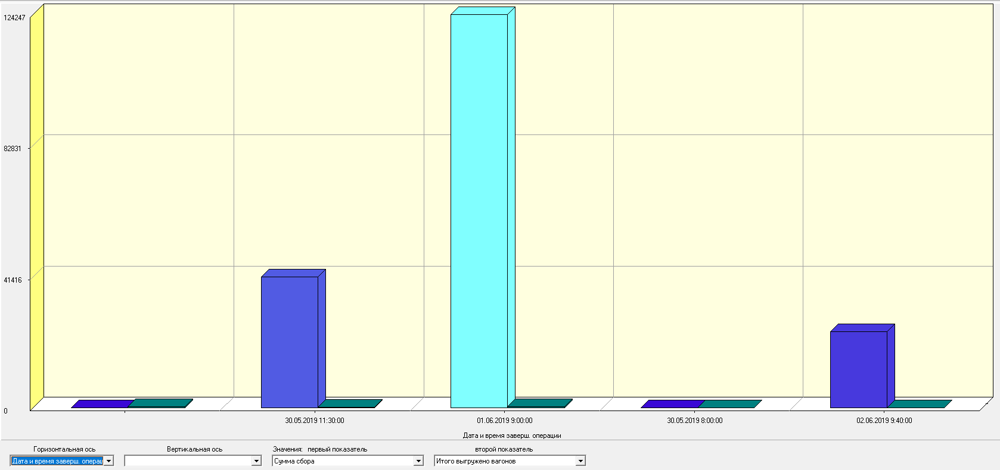 124247
82831
41416
0
30.05.2019 11:30:00
01.06.2019 9:00:00
30.05.2019 8:00:00
02.06.2019 9:40:00
Дата и время заверш. операции
Горизонтальная ось
Вертикальная ось
Значения: первый показатель
второй показатель
Дата и время заверш. операц
Сумма сбора
Итого выгружено вагонов